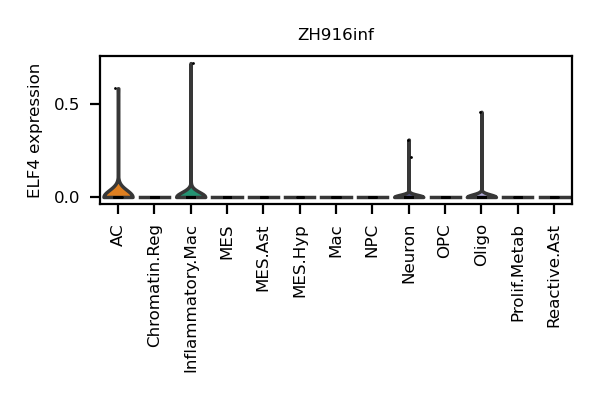 ZH916inf
ELF4 expression
0.5
0.0
AC
Chromatin.Reg
Inflammatory.Mac
MES
MES.Ast
MES.Hyp
Mac
NPC
Neuron
OPC
Oligo
Prolif.Metab
Reactive.Ast